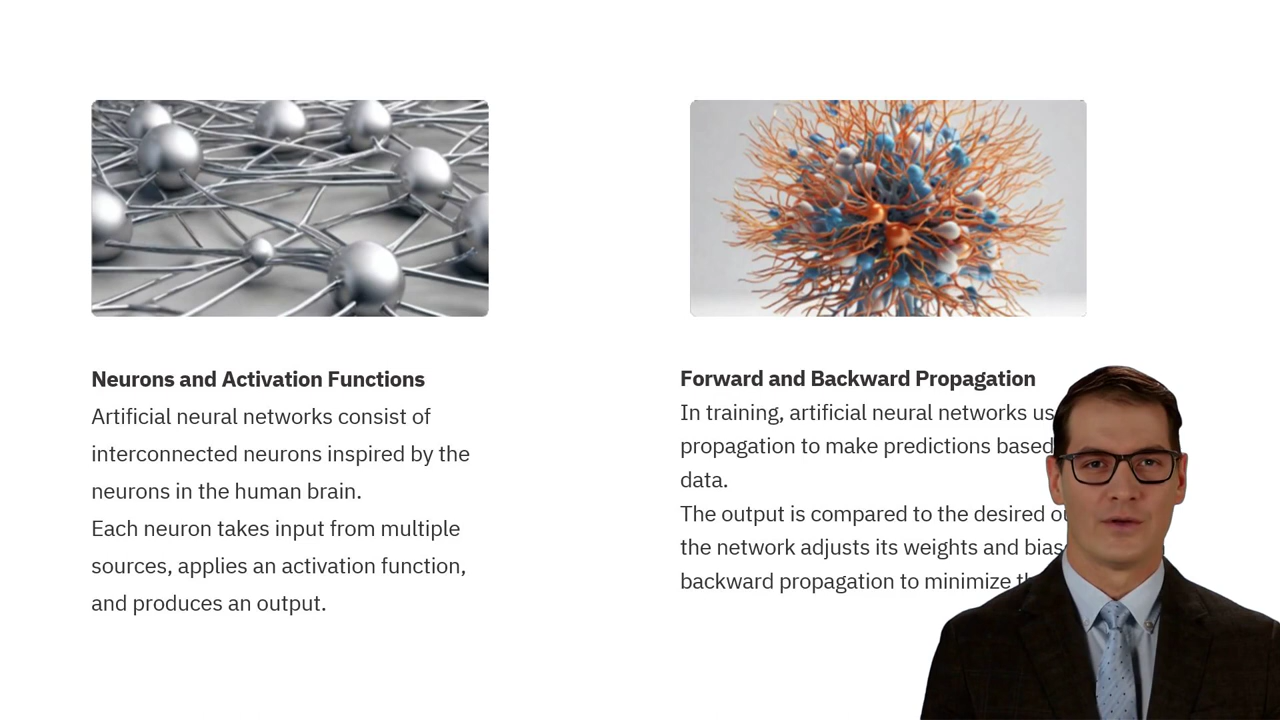 Neurons and Activation Functions
Artificial neural networks consist of
interconnected neurons inspired by the
neurons in the human brain.
Each neuron takes input from multiple
sources, applies an activation function,
and produces an output.
Forward and Backward Propagation
In training, artificial neural networks
propagation to make predictions based
data.
The output is compared to the desired
the network adjusts its weights and
backward propagation to minimize